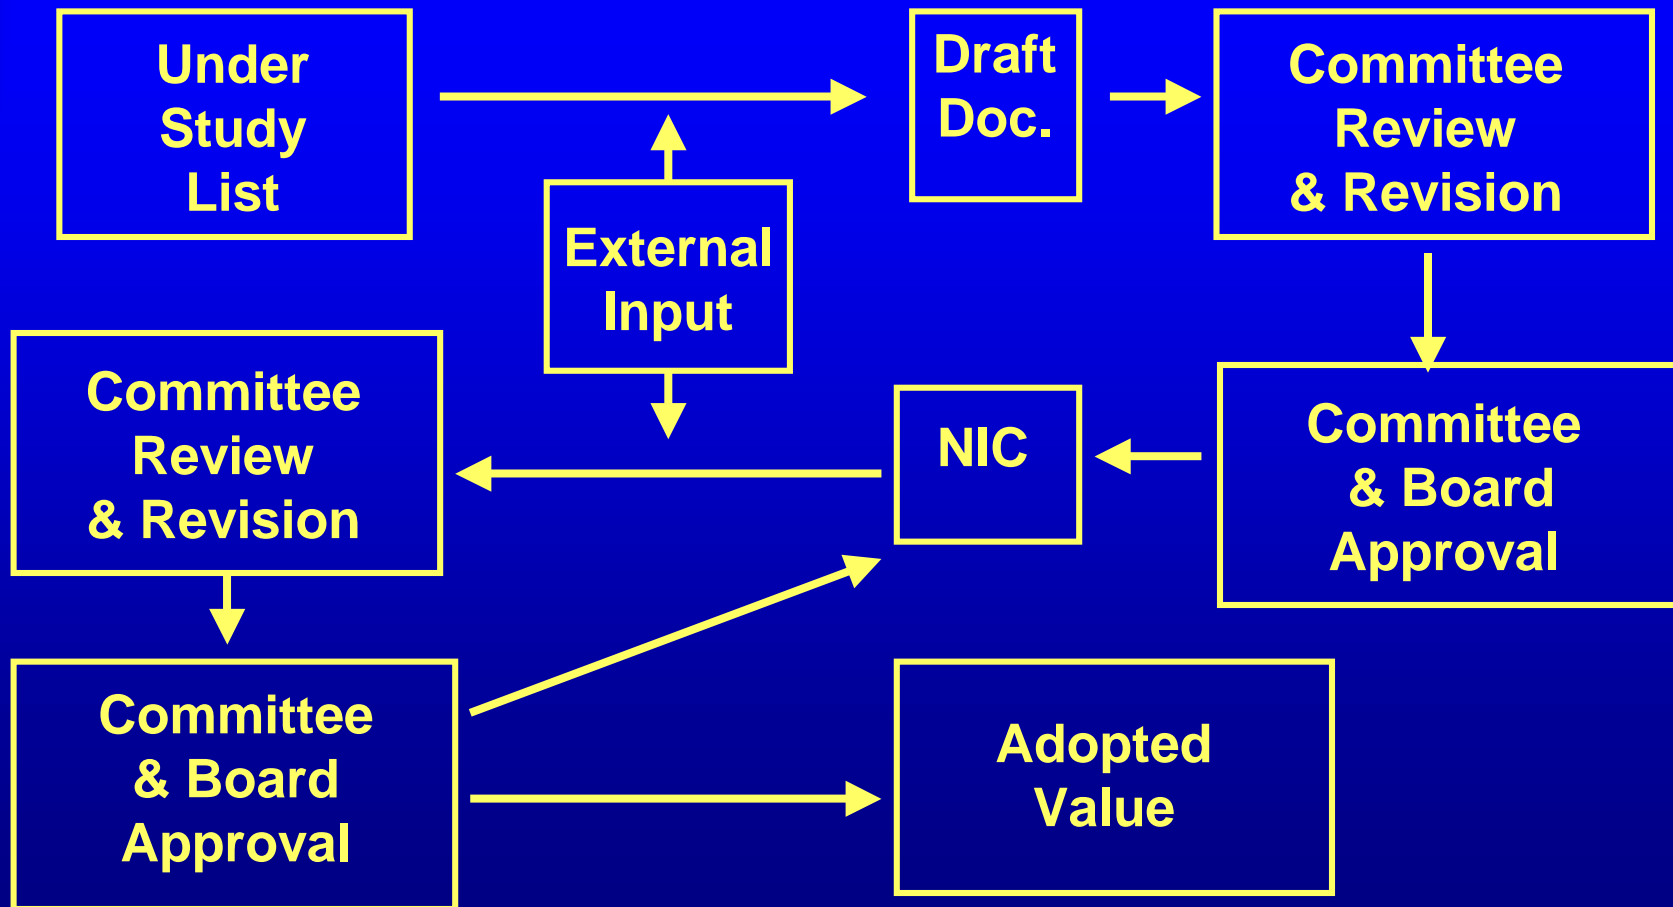 Under
Study
List
Draft
Doc.
Committee
Review
& Revision
External
Input
Committee
Review
& Revision
NIC
Committee
& Board
Approval
Committee
& Board
Approval
Adopted
Value